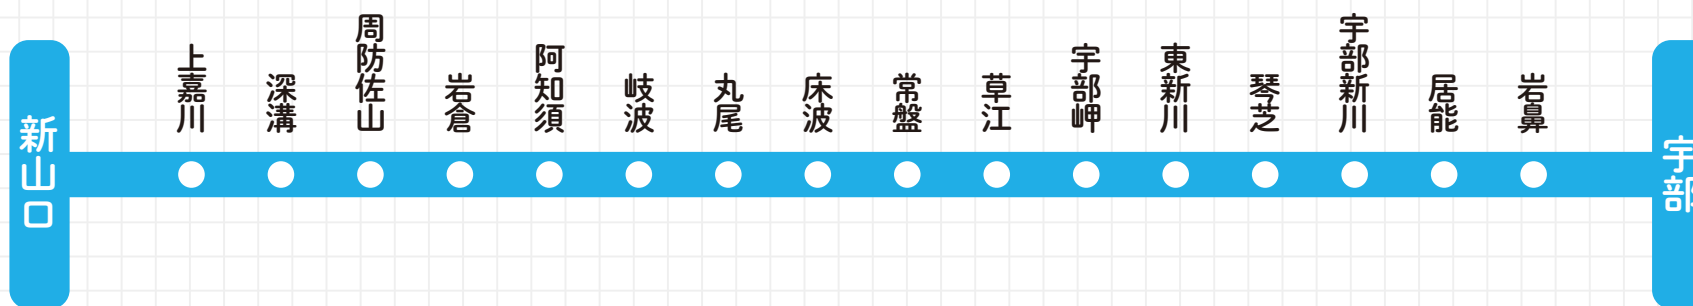 新山口
上嘉川
深溝
周防佐山
岩倉
阿知須
岐波
丸尾
床波
常盤
草江
宇部岬
東新川
琴芝
宇部新川
居能
岩鼻
宇部